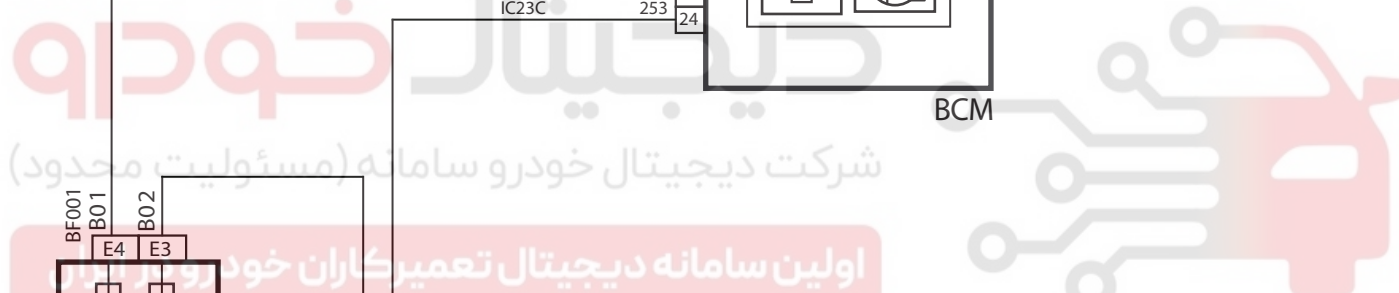 IC23C 253
24
دیجیتال خودرو
BCM
شرکت دیجیتال خودرو سامانه (مسئولیت محدود)
BF001
B01 B02
E4 E3
اولین سامانه دیجیتال تعمیرکاران خودرو در ایران